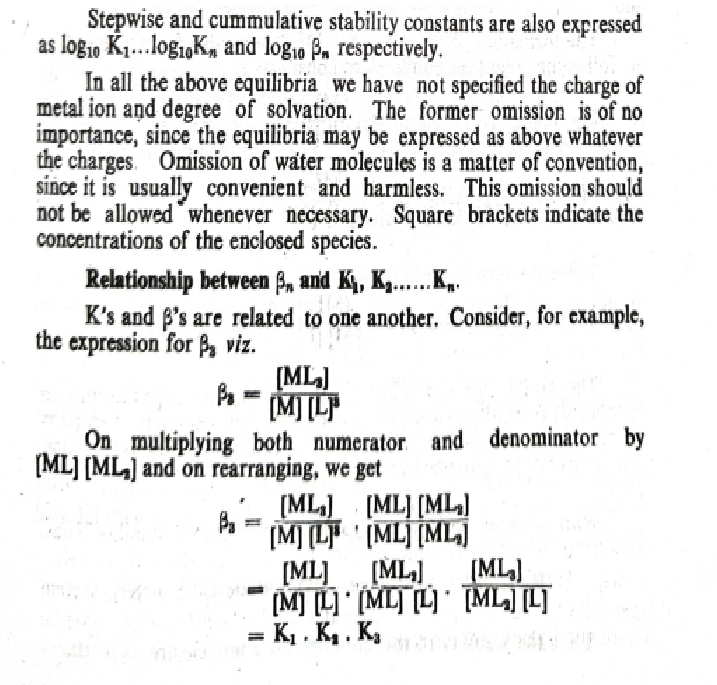 Stepwise and cummulative stability constants are also expressed
as log₁₀ K₁...log₁₀Kₙ and log₁₀ βₙ respectively.
In all the above equilibria we have not specified the charge of
metal ion and degree of solvation. The former omission is of no
importance, since the equilibria may be expressed as above whatever
the charges. Omission of water molecules is a matter of convention,
since it is usually convenient and harmless. This omission should
not be allowed whenever necessary. Square brackets indicate the
concentrations of the enclosed species.
Relationship between βₙ and K₁, K₂......Kₙ.
K's and β's are related to one another. Consider, for example,
the expression for β₃ viz.
β₃ = [ML₃] / [M] [L]³
On multiplying both numerator and denominator by
[ML] [ML₂] and on rearranging, we get
β₃ = [ML₃] / [M] [L]³ · [ML] [ML₂] / [ML] [ML₂]
= [ML] / [M] [L] · [ML₂] / [ML] [L] · [ML₃] / [ML₂] [L]
= K₁ . K₂ . K₃